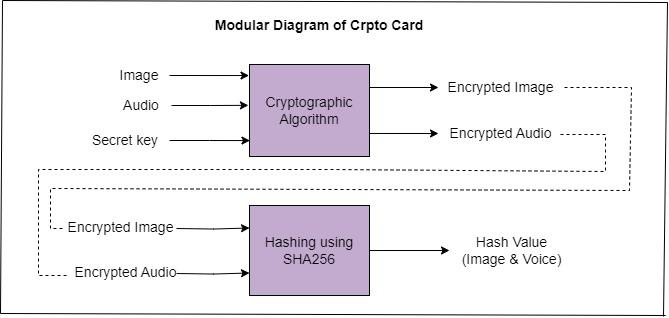 Modular Diagram of Crpto Card
Image
Audio
Secret key
Cryptographic
Algorithm
Encrypted Image
Encrypted Audio
Encrypted Image
Encrypted Audio
Hashing using
SHA256
Hash Value
(Image & Voice)